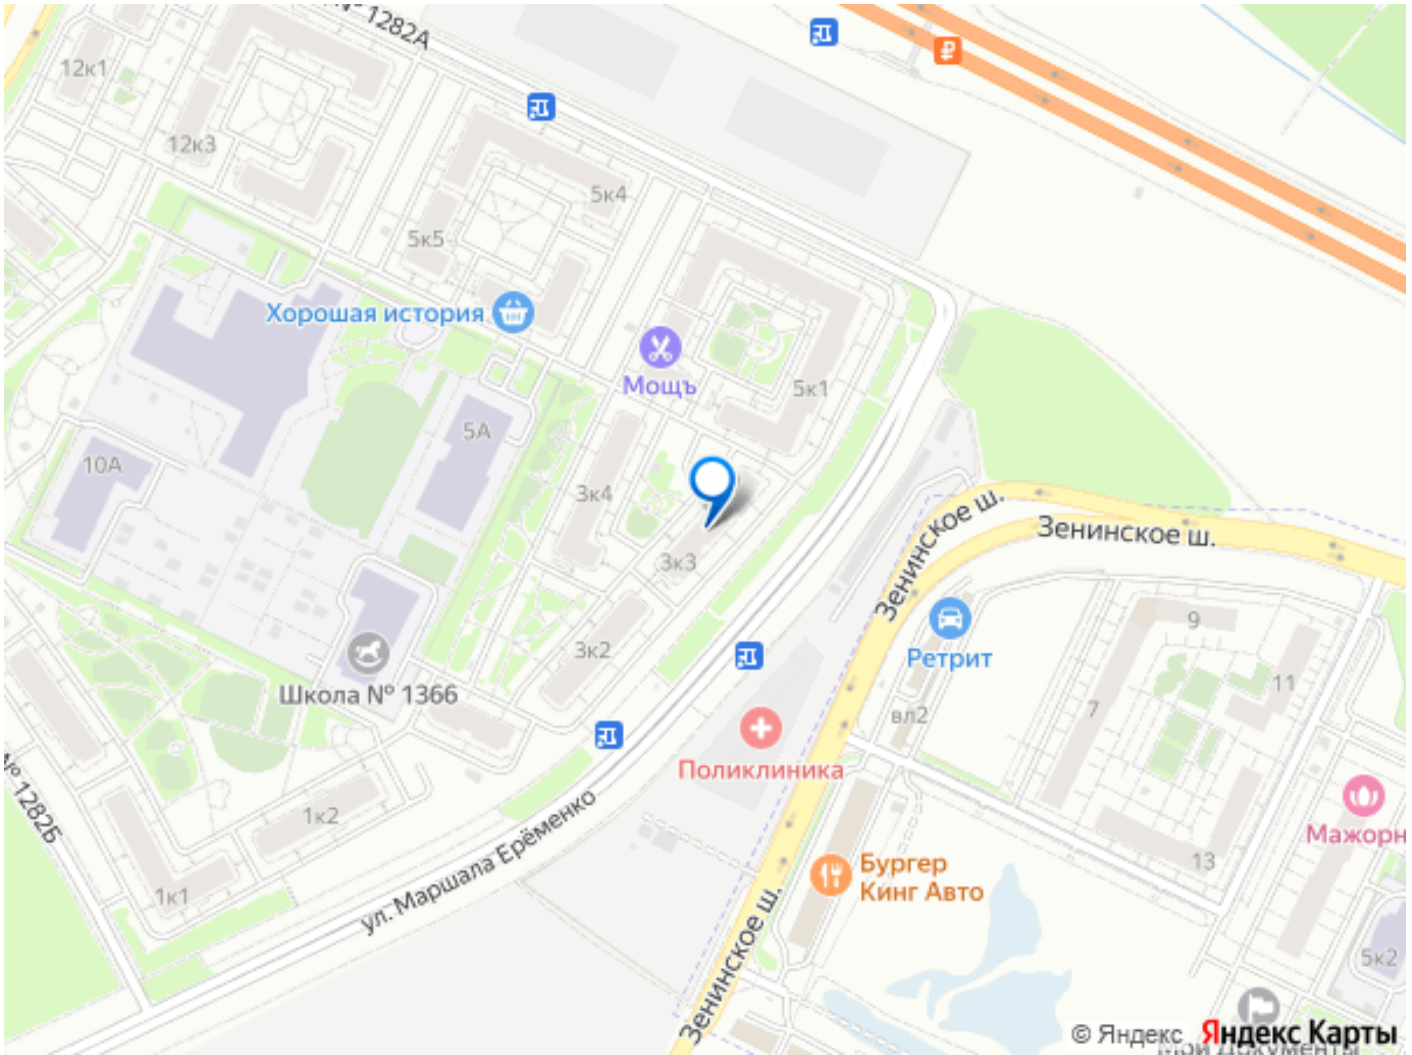 № 1282А
12к1
12к3
5к4
5к5
Хорошая история
Мощъ
5к1
5А
10А
3к4
Зенинское ш.
Зенинское ш.
3к3
9
Ретрит
3к2
11
Школа № 1366
7
вл2
Поликлиника
№ 1282Б
1к2
ул. Маршала Ерёменко
Мажорн
13
Бургер
Кинг Авто
1к1
Зенинское ш.
5к2
© Яндекс Яндекс Карты
Мои Документы